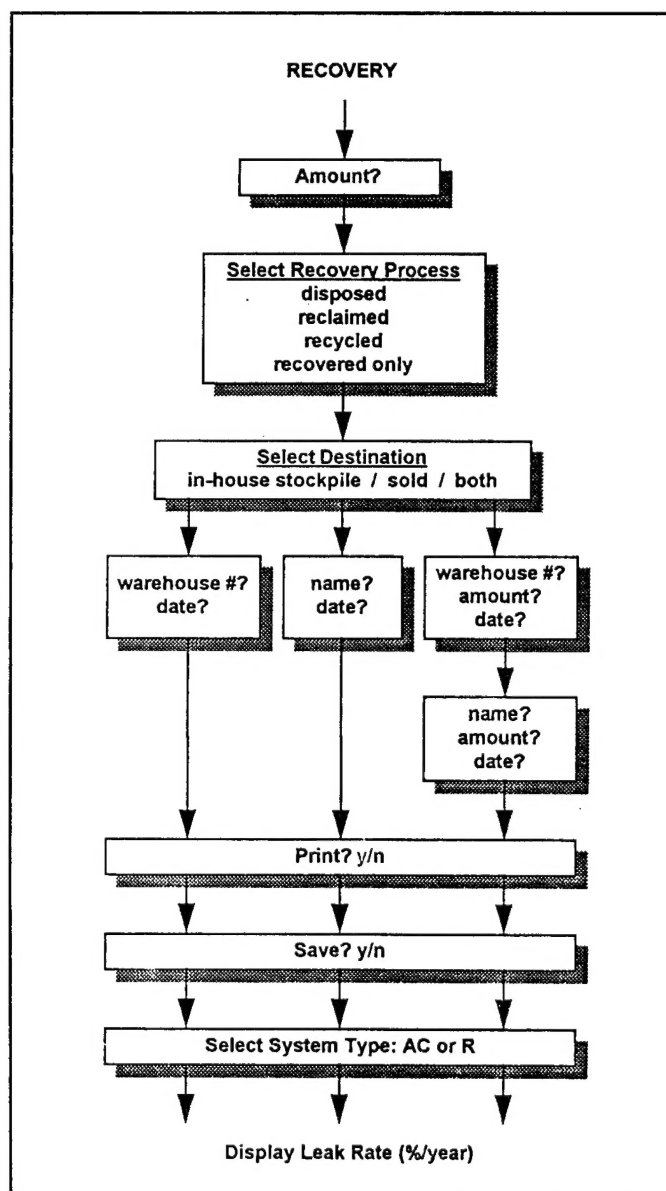 RECOVERY
Amount?
Select Recovery Process
disposed
reclaimed
recycled
recovered only
Select Destination
in-house stockpile / sold / both
warehouse #?
date?
name?
date?
warehouse #?
amount?
date?
name?
amount?
date?
Print? y/n
Save? y/n
Select System Type: AC or R
Display Leak Rate (%/year)